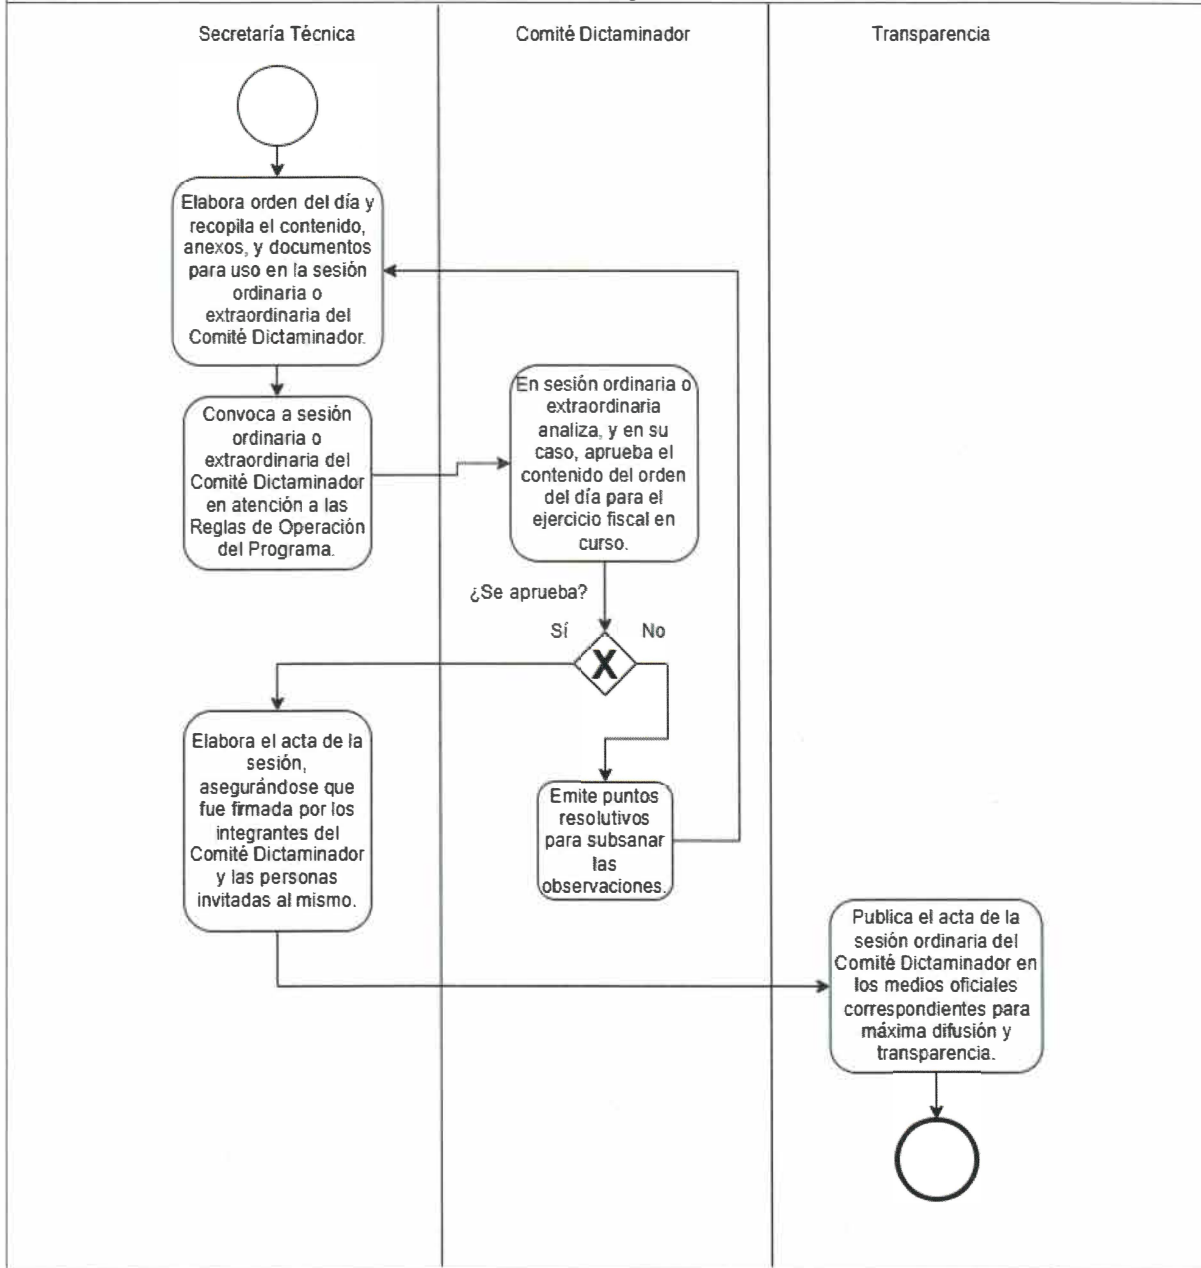 Secretaría Técnica
Comité Dictaminador
Transparencia
Elabora orden del día y
recopila el contenido,
anexos, y documentos
para uso en la sesión
ordinaria o
extraordinaria del
Comité Dictaminador.
Convoca a sesión
ordinaria o
extraordinaria del
Comité Dictaminador
en atención a las
Reglas de Operación
del Programa.
En sesión ordinaria o
extraordinaria
analiza, y en su
caso, aprueba el
contenido del orden
del día para el
ejercicio fiscal en
curso.
¿Se aprueba?
Sí
No
X
Elabora el acta de la
sesión,
asegurándose que
fue firmada por los
integrantes del
Comité Dictaminador
y las personas
invitadas al mismo.
Emite puntos
resolutivos
para subsanar
las
observaciones.
Publica el acta de la
sesión ordinaria del
Comité Dictaminador en
los medios oficiales
correspondientes para
máxima difusión y
transparencia.